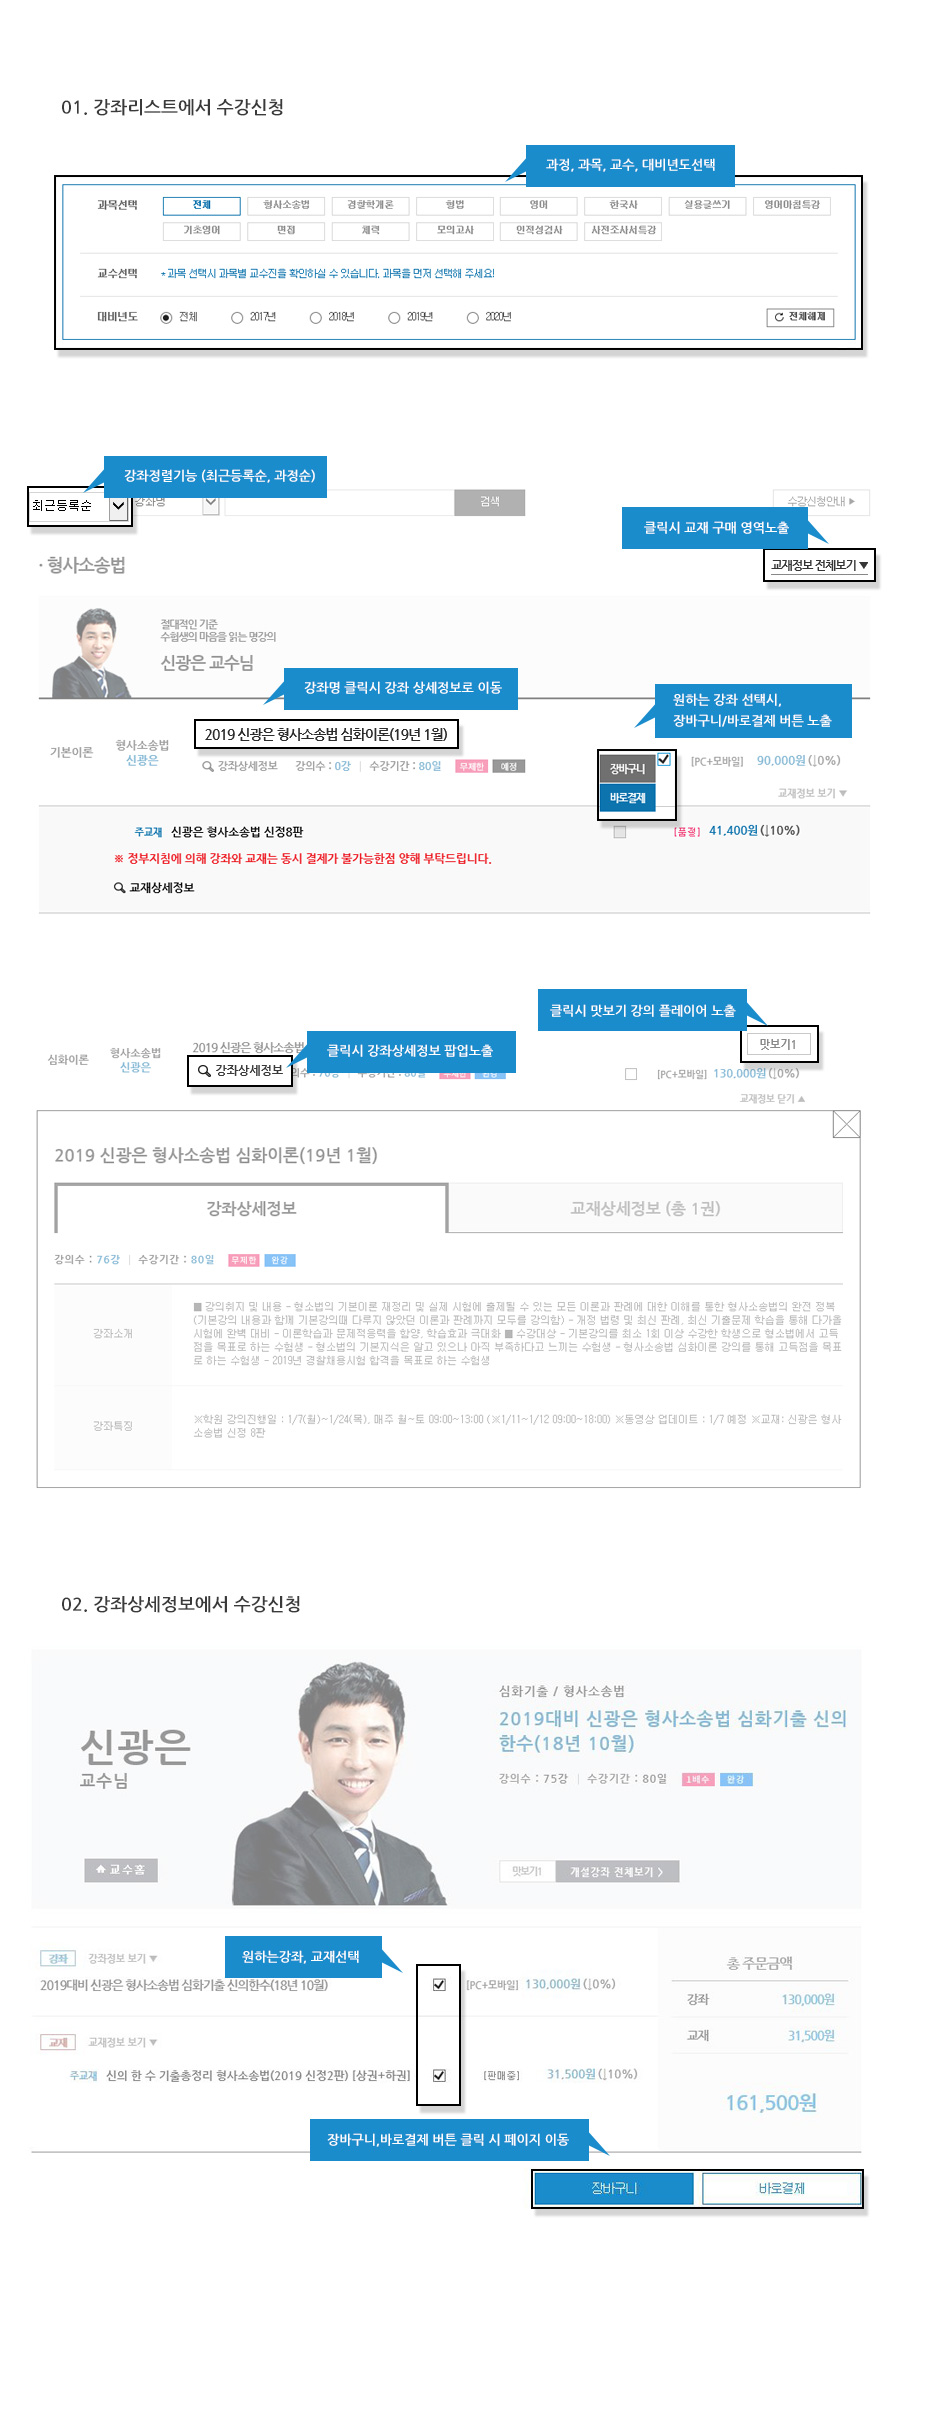 01. 강좌리스트에서 수강신청
과정, 과목, 교수, 대비년도선택
과목선택 전체 형사소송법 경찰학개론 형법 영어 한국사 실용글쓰기 영어마첨특강
기초영어 면접 체력 모의고사 인적성검사 사전조사서특강
교수선택 * 과목 선택시 과목별 교수진을 확인하실 수 있습니다. 과목을 먼저 선택해 주세요!
대비년도 전체 2017년 2018년 2019년 2020년 전체해제
강좌정렬기능 (최근등록순, 과정순)
최근등록순 강좌명 검색 수강신청안내 ▶
클릭시 교재 구매 영역노출
· 형사소송법 교재정보 전체보기 ▼
절대적인 기준
수험생의 마음을 읽는 명강의
신광은 교수님
강좌명 클릭시 강좌 상세정보로 이동
원하는 강좌 선택시,
장바구니/바로결제 버튼 노출
2019 신광은 형사소송법 심화이론(19년 1월)
기본이론 형사소송법
신광은
강좌상세정보 강의수 : 0강 | 수강기간 : 80일 무제한 예정
장바구니 [PC+모바일] 90,000원 (↓0%)
바로결제
교재정보 보기 ▼
주교재 신광은 형사소송법 신정8판 [품절] 41,400원 (↓10%)
※ 정부지침에 의해 강좌와 교재는 동시 결제가 불가능한점 양해 부탁드립니다.
교재상세정보
클릭시 맛보기 강의 플레이어 노출
2019 신광은 형사소송법
클릭시 강좌상세정보 팝업노출
맛보기1
심화이론 형사소송법
신광은
강좌상세정보
[PC+모바일] 130,000원 (↓0%)
교재정보 닫기 ▲
2019 신광은 형사소송법 심화이론(19년 1월)
강좌상세정보 교재상세정보 (총 1권)
강의수 : 76강 | 수강기간 : 80일 무제한 완강
강좌소개
■ 강의취지 및 내용 - 형소법의 기본이론 재정리 및 실제 시험에 출제될 수 있는 모든 이론과 판례에 대한 이해를 통한 형사소송법의 완전 정복
(기본강의 내용과 함께 기본강의때 다루지 않았던 이론과 판례까지 모두를 강의함) - 개정 법령 및 최신 판례, 최신 기출문제 학습을 통해 다가올
시험에 완벽 대비 - 이론학습과 문제적응력을 함양, 학습효과 극대화 ■ 수강대상 - 기본강의를 최소 1회 이상 수강한 학생으로 형소법에서 고득
점을 목표로 하는 수험생 - 형소법의 기본지식은 알고 있으나 아직 부족하다고 느끼는 수험생 - 형사소송법 심화이론 강의를 통해 고득점을 목표
로 하는 수험생 - 2019년 경찰채용시험 합격을 목표로 하는 수험생
강좌특징
※학원 강의진행일 : 1/7(월)~1/24(목), 매주 월~토 09:00~13:00 (※1/11~1/12 09:00~18:00) ※동영상 업데이트 : 1/7 예정 ※교재: 신광은 형사
소송법 신정 8판
02. 강좌상세정보에서 수강신청
신광은
교수님
교수홈
심화기출 / 형사소송법
2019대비 신광은 형사소송법 심화기출 신의
한수(18년 10월)
강의수 : 75강 | 수강기간 : 80일 1배수 완강
맛보기1 개설강좌 전체보기 >
강좌 강좌정보 보기 ▼
원하는강좌, 교재선택
2019대비 신광은 형사소송법 심화기출 신의한수(18년 10월) [PC+모바일] 130,000원 (↓0%)
교재 교재정보 보기 ▼
주교재 신의 한 수 기출총정리 형사소송법(2019 신정2판) [상권+하권] [판매중] 31,500원 (↓10%)
총 주문금액
강좌 130,000원
교재 31,500원
161,500원
장바구니,바로결제 버튼 클릭 시 페이지 이동
장바구니 바로결제